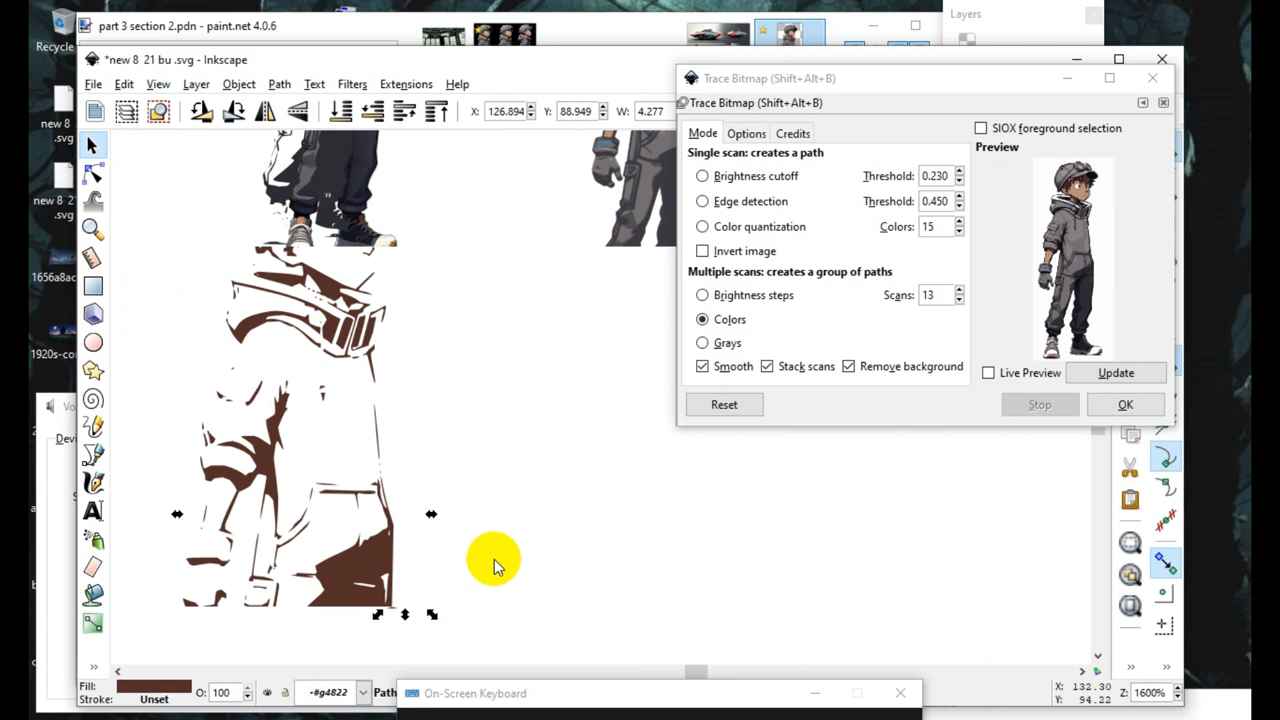 part 3 section 2.pdn - paint.net 4.0.6
Layers
Recycle
*new 8 21 bu .svg - Inkscape
File Edit View Layer Object Path Text Filters Extensions Help
X: 126.894 Y: 88.949 W: 4.277
Trace Bitmap (Shift+Alt+B)
Trace Bitmap (Shift+Alt+B)
Mode Options Credits
SIOX foreground selection
Single scan: creates a path
Preview
Brightness cutoff Threshold: 0.230
Edge detection Threshold: 0.450
Color quantization Colors: 15
Invert image
Multiple scans: creates a group of paths
Brightness steps Scans: 13
Colors
Grays
Smooth Stack scans Remove background
Live Preview Update
Reset Stop OK
new 8
.svg
new 8 2
.svg
1656a8ac
1920s-co
Vo
Devi
Fill:
Stroke: Unset
O: 100
-#g4822
Path
On-Screen Keyboard
X: 132.30
Y: 94.22
Z: 1600%